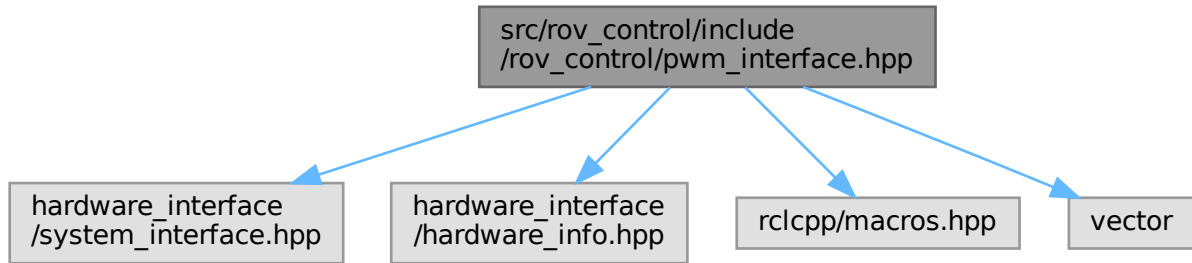 src/rov_control/include
/rov_control/pwm_interface.hpp
hardware_interface
/system_interface.hpp
hardware_interface
/hardware_info.hpp
rclcpp/macros.hpp
vector